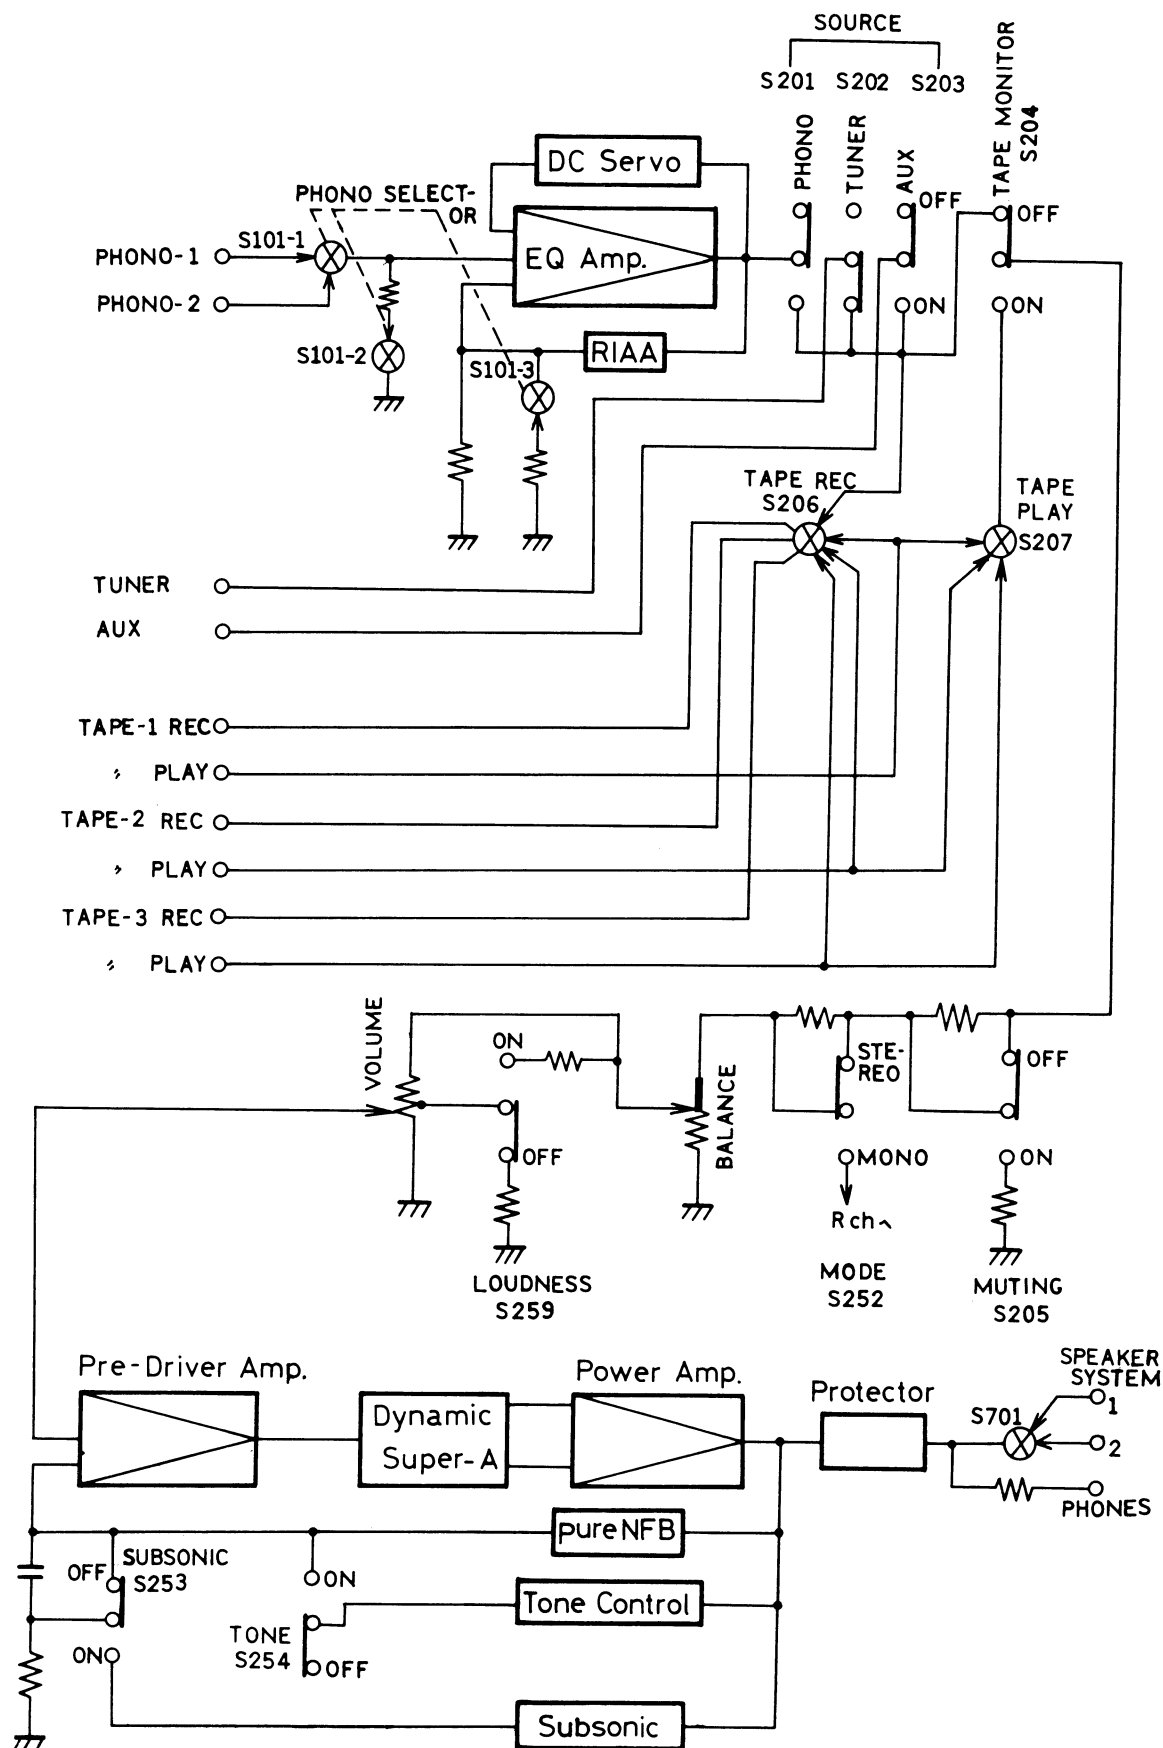 SOURCE
S201 S202 S203
PHONO
TUNER
AUX
TAPE MONITOR
S204
DC Servo
PHONO SELECT-
OR
OFF
OFF
S101-1
PHONO-1
EQ Amp.
PHONO-2
ON
ON
S101-2
RIAA
S101-3
TAPE REC
S206
TAPE
PLAY
S207
TUNER
AUX
TAPE-1 REC
〃 PLAY
TAPE-2 REC
〃 PLAY
TAPE-3 REC
〃 PLAY
VOLUME
ON
STE-
REO
OFF
BALANCE
OFF
MONO
ON
Rchへ
LOUDNESS
S259
MODE
S252
MUTING
S205
Pre-Driver Amp.
Power Amp.
SPEAKER
SYSTEM
Protector
1
Dynamic
Super-A
S701
2
PHONES
pure NFB
SUBSONIC
S253
OFF
ON
Tone Control
TONE
S254
ON
OFF
Subsonic